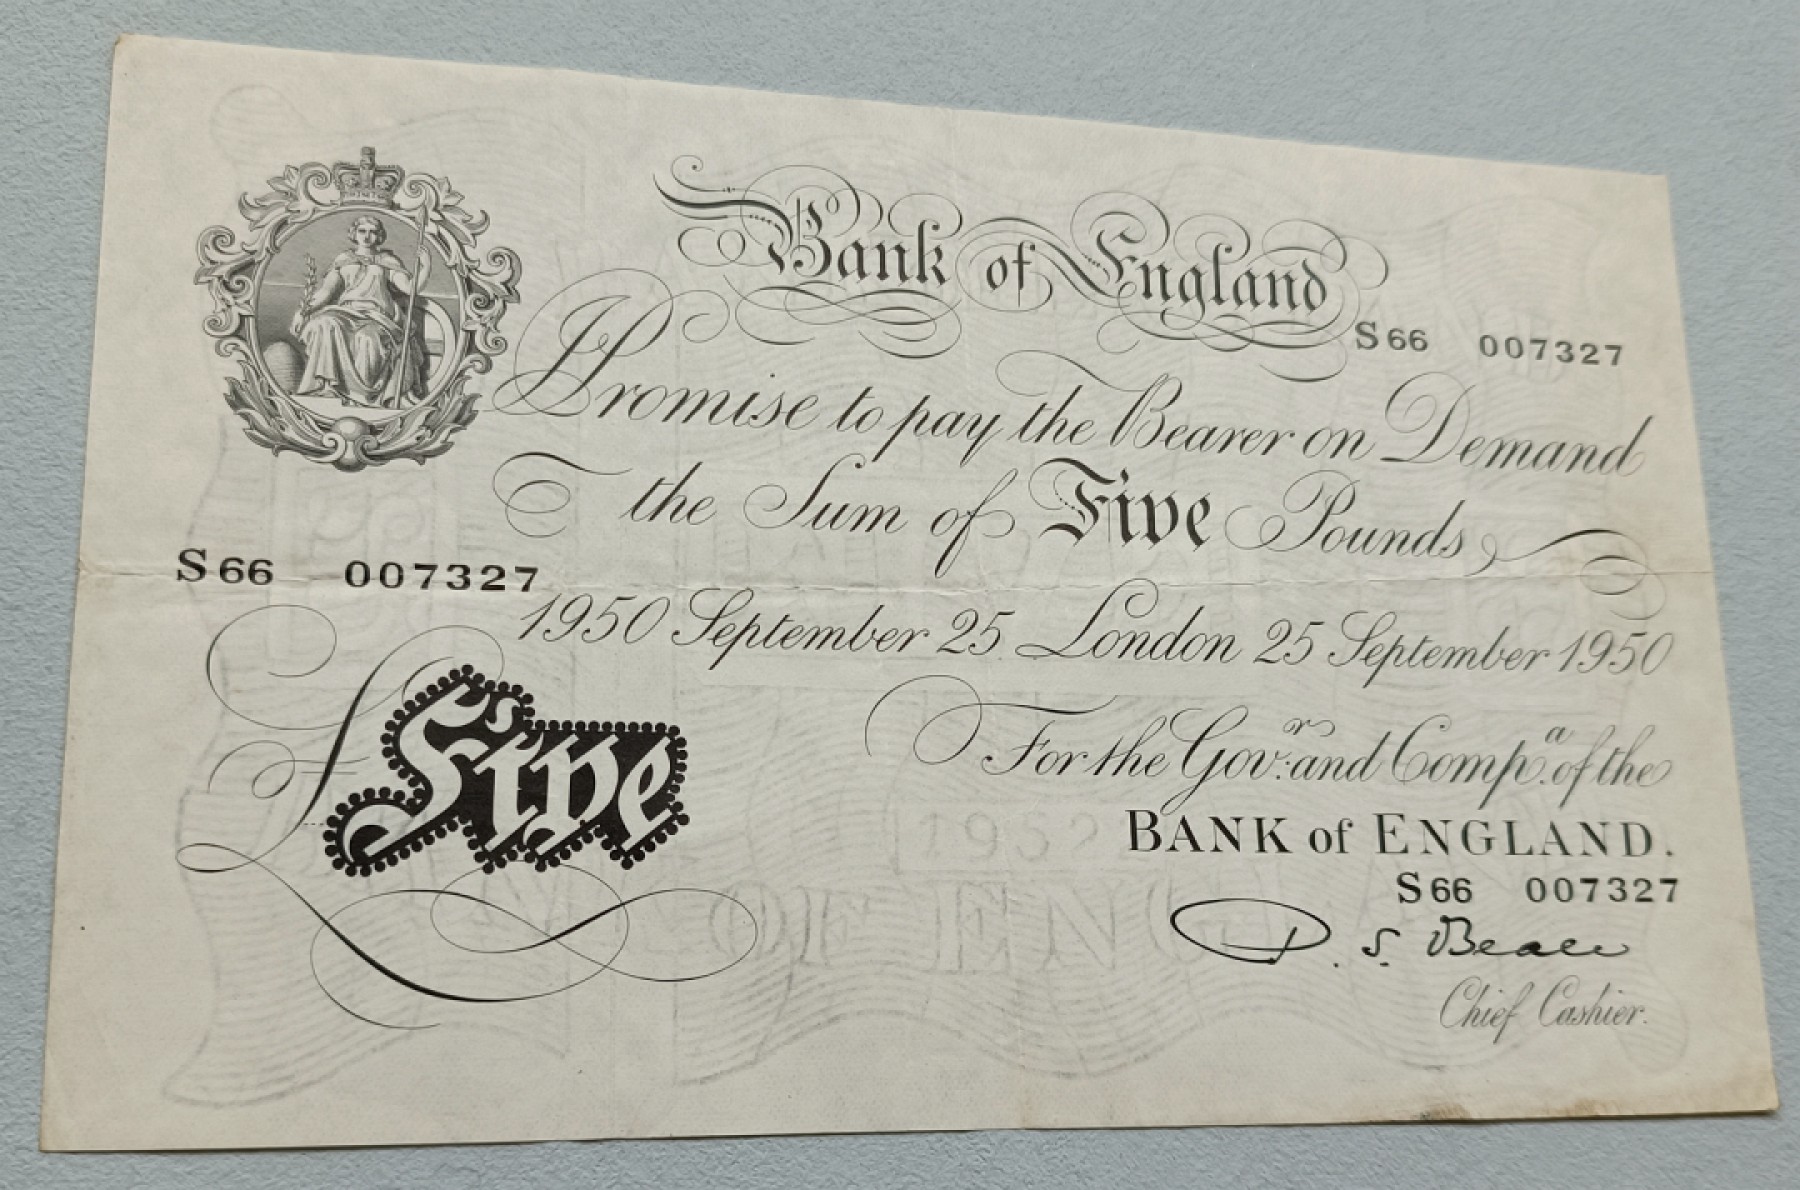 Bank of England
S66 007327
I Promise to pay the Bearer on Demand
the Sum of Five Pounds
S66 007327
1950 September 25 London 25 September 1950
For the Govr. and Compa. of the
Five
BANK of ENGLAND.
S66 007327
P. S. Beale
Chief Cashier.